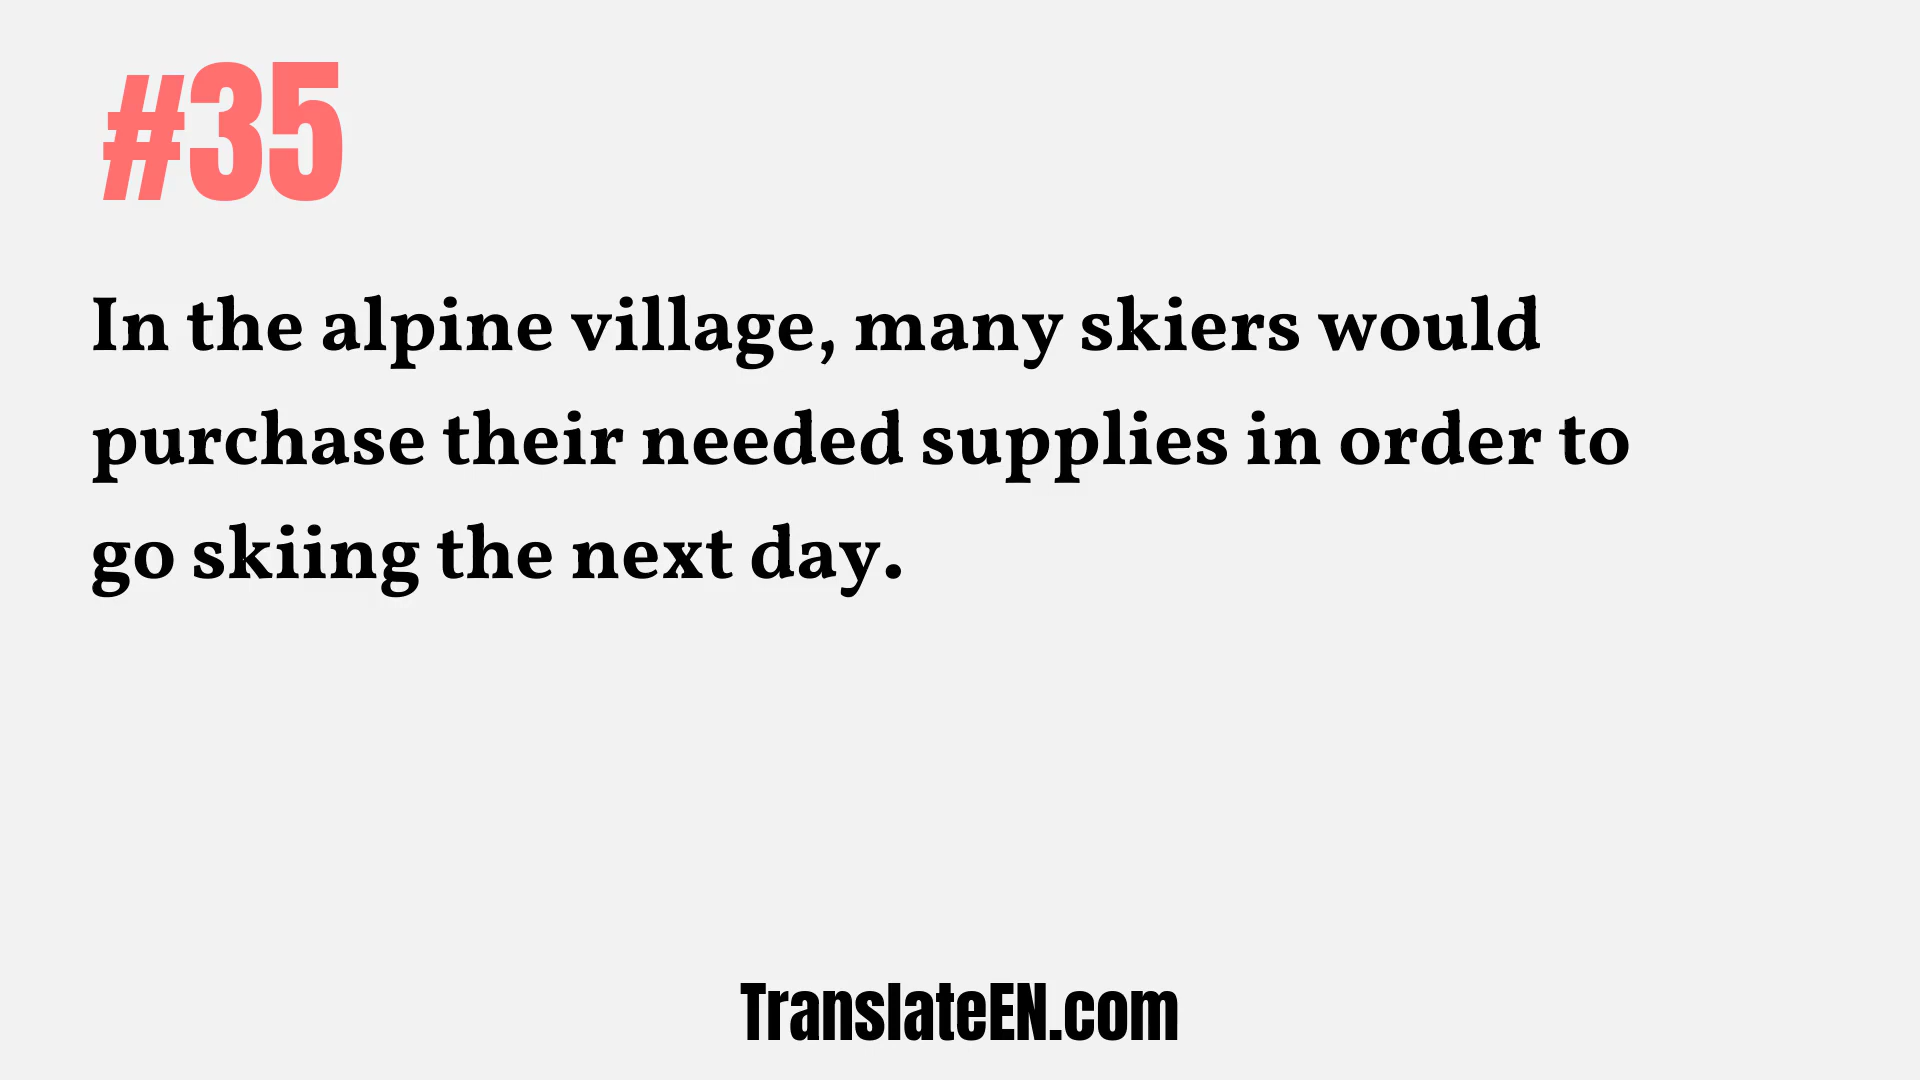 #35
In the alpine village, many skiers would
purchase their needed supplies in order to
go skiing the next day.
TranslateEN.com